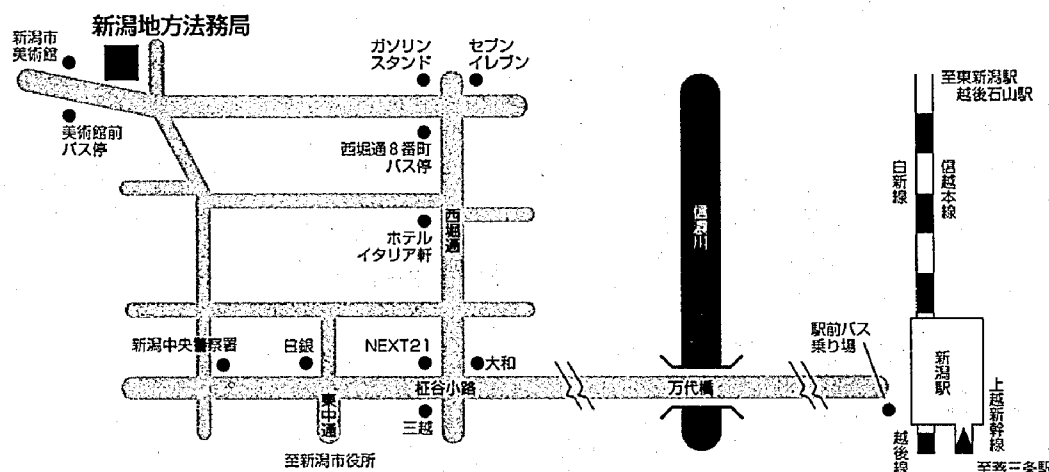 新潟地方法務局
新潟市
美術館
美術館前
バス停
ガソリン
スタンド
セブン
イレブン
西堀通8番町
バス停
ホテル
イタリア軒
西堀通
信濃川
至東新潟駅
越後石山駅
白新線
信越本線
新潟中央警察署
日銀
NEXT21
大和
柾谷小路
万代橋
駅前バス
乗り場
新潟駅
東中通
三越
至新潟市役所
越後線
上越新幹線
至燕三条駅